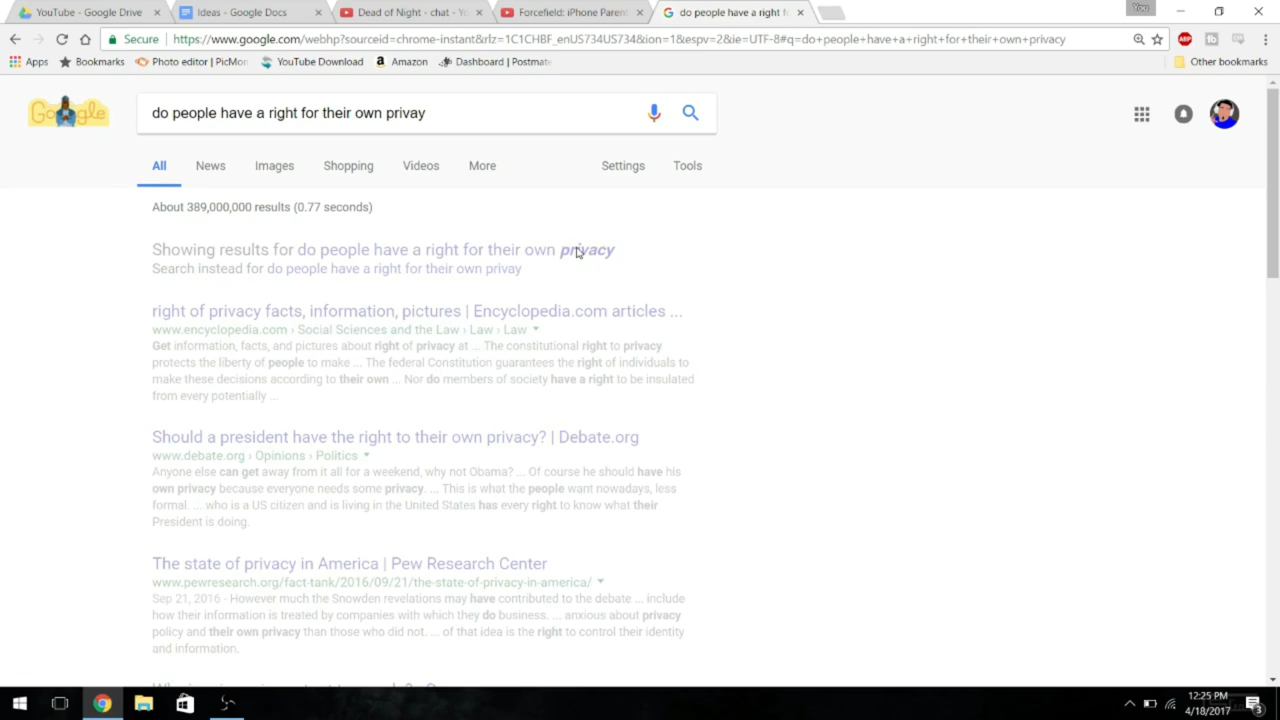 YouTube - Google Drive
Ideas - Google Docs
Dead of Night - chat - Yo
Forcefield: iPhone Paren
do people have a right f
You
Secure
https://www.google.com/webhp?sourceid=chrome-instant&rlz=1C1CHBF_enUS734US734&ion=1&espv=2&ie=UTF-8#q=do+people+have+a+right+for+their+own+privacy
ABP
Apps
Bookmarks
Photo editor | PicMon
YouTube Download
Amazon
Dashboard | Postmate
Other bookmarks
Google
do people have a right for their own privay
All News Images Shopping Videos More Settings Tools
About 389,000,000 results (0.77 seconds)
Showing results for do people have a right for their own privacy
Search instead for do people have a right for their own privay
right of privacy facts, information, pictures | Encyclopedia.com articles ...
www.encyclopedia.com › Social Sciences and the Law › Law › Law
Get information, facts, and pictures about right of privacy at ... The constitutional right to privacy
protects the liberty of people to make ... The federal Constitution guarantees the right of individuals to
make these decisions according to their own ... Nor do members of society have a right to be insulated
from every potentially ...
Should a president have the right to their own privacy? | Debate.org
www.debate.org › Opinions › Politics
Anyone else can get away from it all for a weekend, why not Obama? ... Of course he should have his
own privacy because everyone needs some privacy. ... This is what the people want nowadays, less
formal. ... who is a US citizen and is living in the United States has every right to know what their
President is doing.
The state of privacy in America | Pew Research Center
www.pewresearch.org/fact-tank/2016/09/21/the-state-of-privacy-in-america/
Sep 21, 2016 - However much the Snowden revelations may have contributed to the debate ... include
how their information is treated by companies with which they do business. ... anxious about privacy
policy and their own privacy than those who did not. ... of that idea is the right to control their identity
and information.
12:25 PM
4/18/2017
3